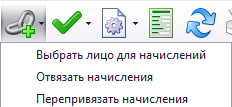 Выбрать лицо для начислений
Отвязать начисления
Перепривязать начисления